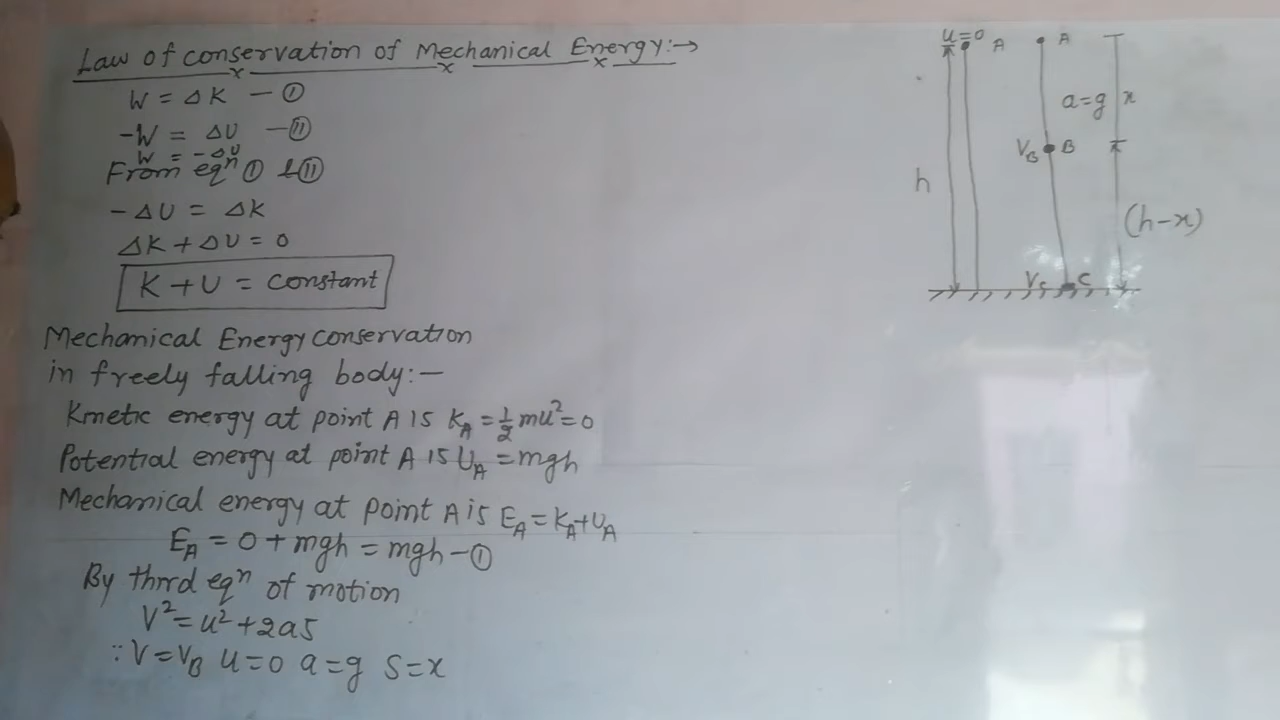 Law of conservation of Mechanical Energy:→
W = ΔK - ①
-W = ΔU - ⑪
W = -ΔU
From eqⁿ ① & ⑪
-ΔU = ΔK
ΔK + ΔU = 0
K + U = constant
Mechanical Energy conservation
in freely falling body:-
Kinetic energy at point A is K_A = ½ mu² = 0
Potential energy at point A is U_A = mgh
Mechanical energy at point A is E_A = K_A + U_A
E_A = 0 + mgh = mgh - ①
By third eqⁿ of motion
V² = u² + 2as
∵ V = V_B u = 0 a = g s = x
u = 0 A A
a = g x
V_B B
h
(h-x)
V_C C